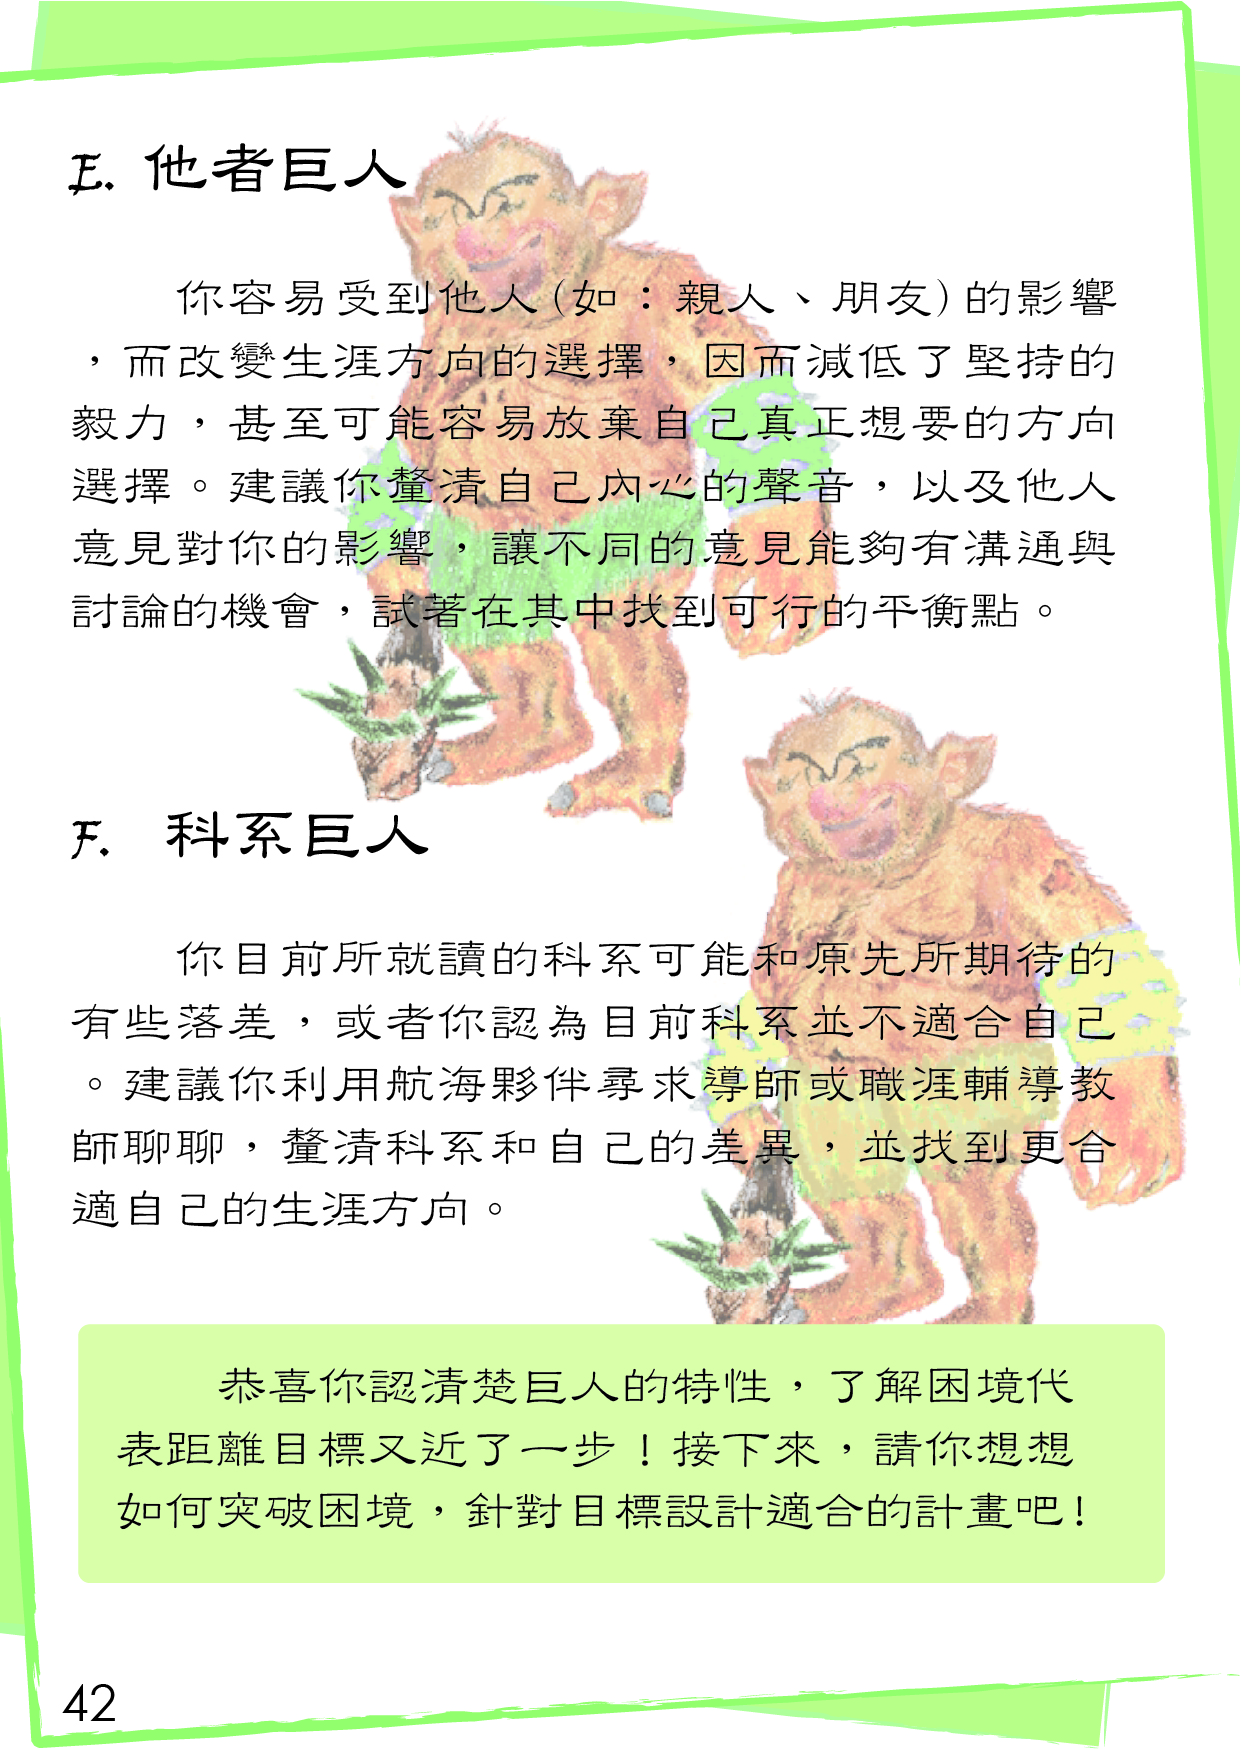 E. 他者巨人
你容易受到他人(如：親人、朋友)的影響
，而改變生涯方向的選擇，因而減低了堅持的
毅力，甚至可能容易放棄自己真正想要的方向
選擇。建議你釐清自己內心的聲音，以及他人
意見對你的影響，讓不同的意見能夠有溝通與
討論的機會，試著在其中找到可行的平衡點。
F. 科系巨人
你目前所就讀的科系可能和原先所期待的
有些落差，或者你認為目前科系並不適合自己
。建議你利用航海夥伴尋求導師或職涯輔導教
師聊聊，釐清科系和自己的差異，並找到更合
適自己的生涯方向。
恭喜你認清楚巨人的特性，了解困境代
表距離目標又近了一步！接下來，請你想想
如何突破困境，針對目標設計適合的計畫吧！
42